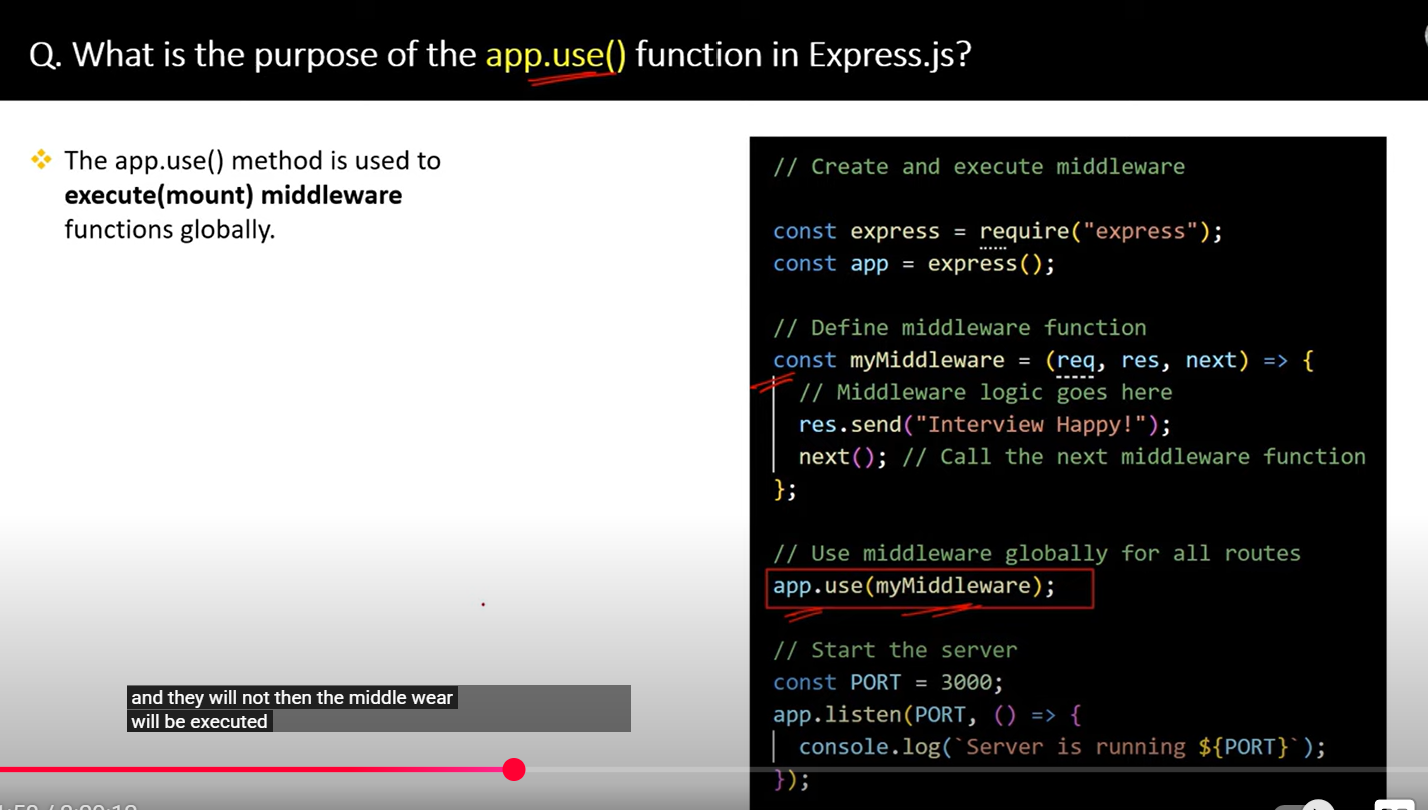 Q. What is the purpose of the app.use() function in Express.js?
The app.use() method is used to
execute(mount) middleware
functions globally.
// Create and execute middleware
const express = require("express");
const app = express();
// Define middleware function
const myMiddleware = (req, res, next) => {
// Middleware logic goes here
res.send("Interview Happy!");
next(); // Call the next middleware function
};
// Use middleware globally for all routes
app.use(myMiddleware);
// Start the server
const PORT = 3000;
app.listen(PORT, () => {
console.log(`Server is running ${PORT}`);
});
and they will not then the middle wear
will be executed